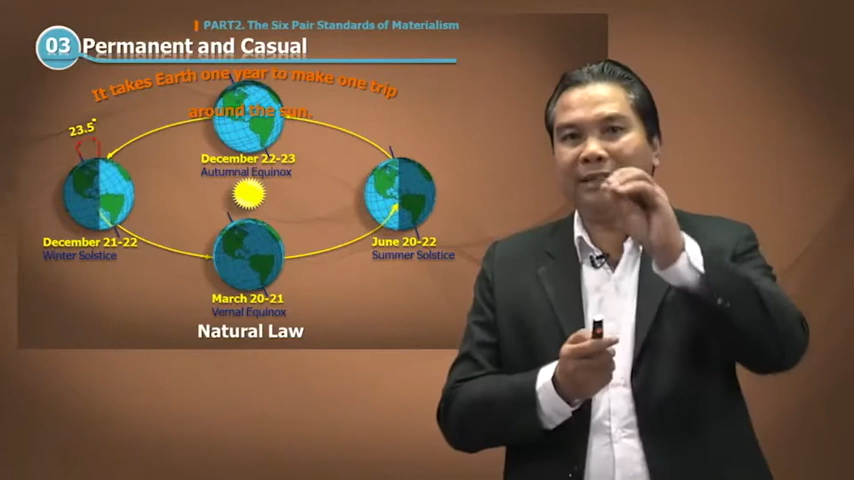 PART2. The Six Pair Standards of Materialism
03 Permanent and Casual
It takes Earth one year to make one trip
around the sun.
23.5°
December 22-23
Autumnal Equinox
December 21-22
Winter Solstice
June 20-22
Summer Solstice
March 20-21
Vernal Equinox
Natural Law